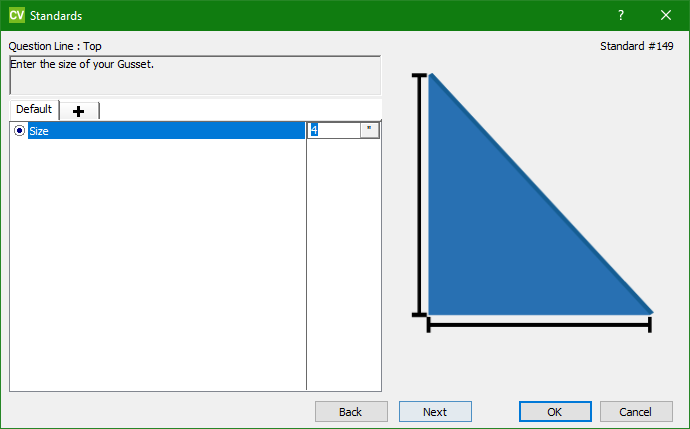 CV Standards ?
Question Line : Top
Standard #149
Enter the size of your Gusset.
Default
Size 4 "
Back Next OK Cancel